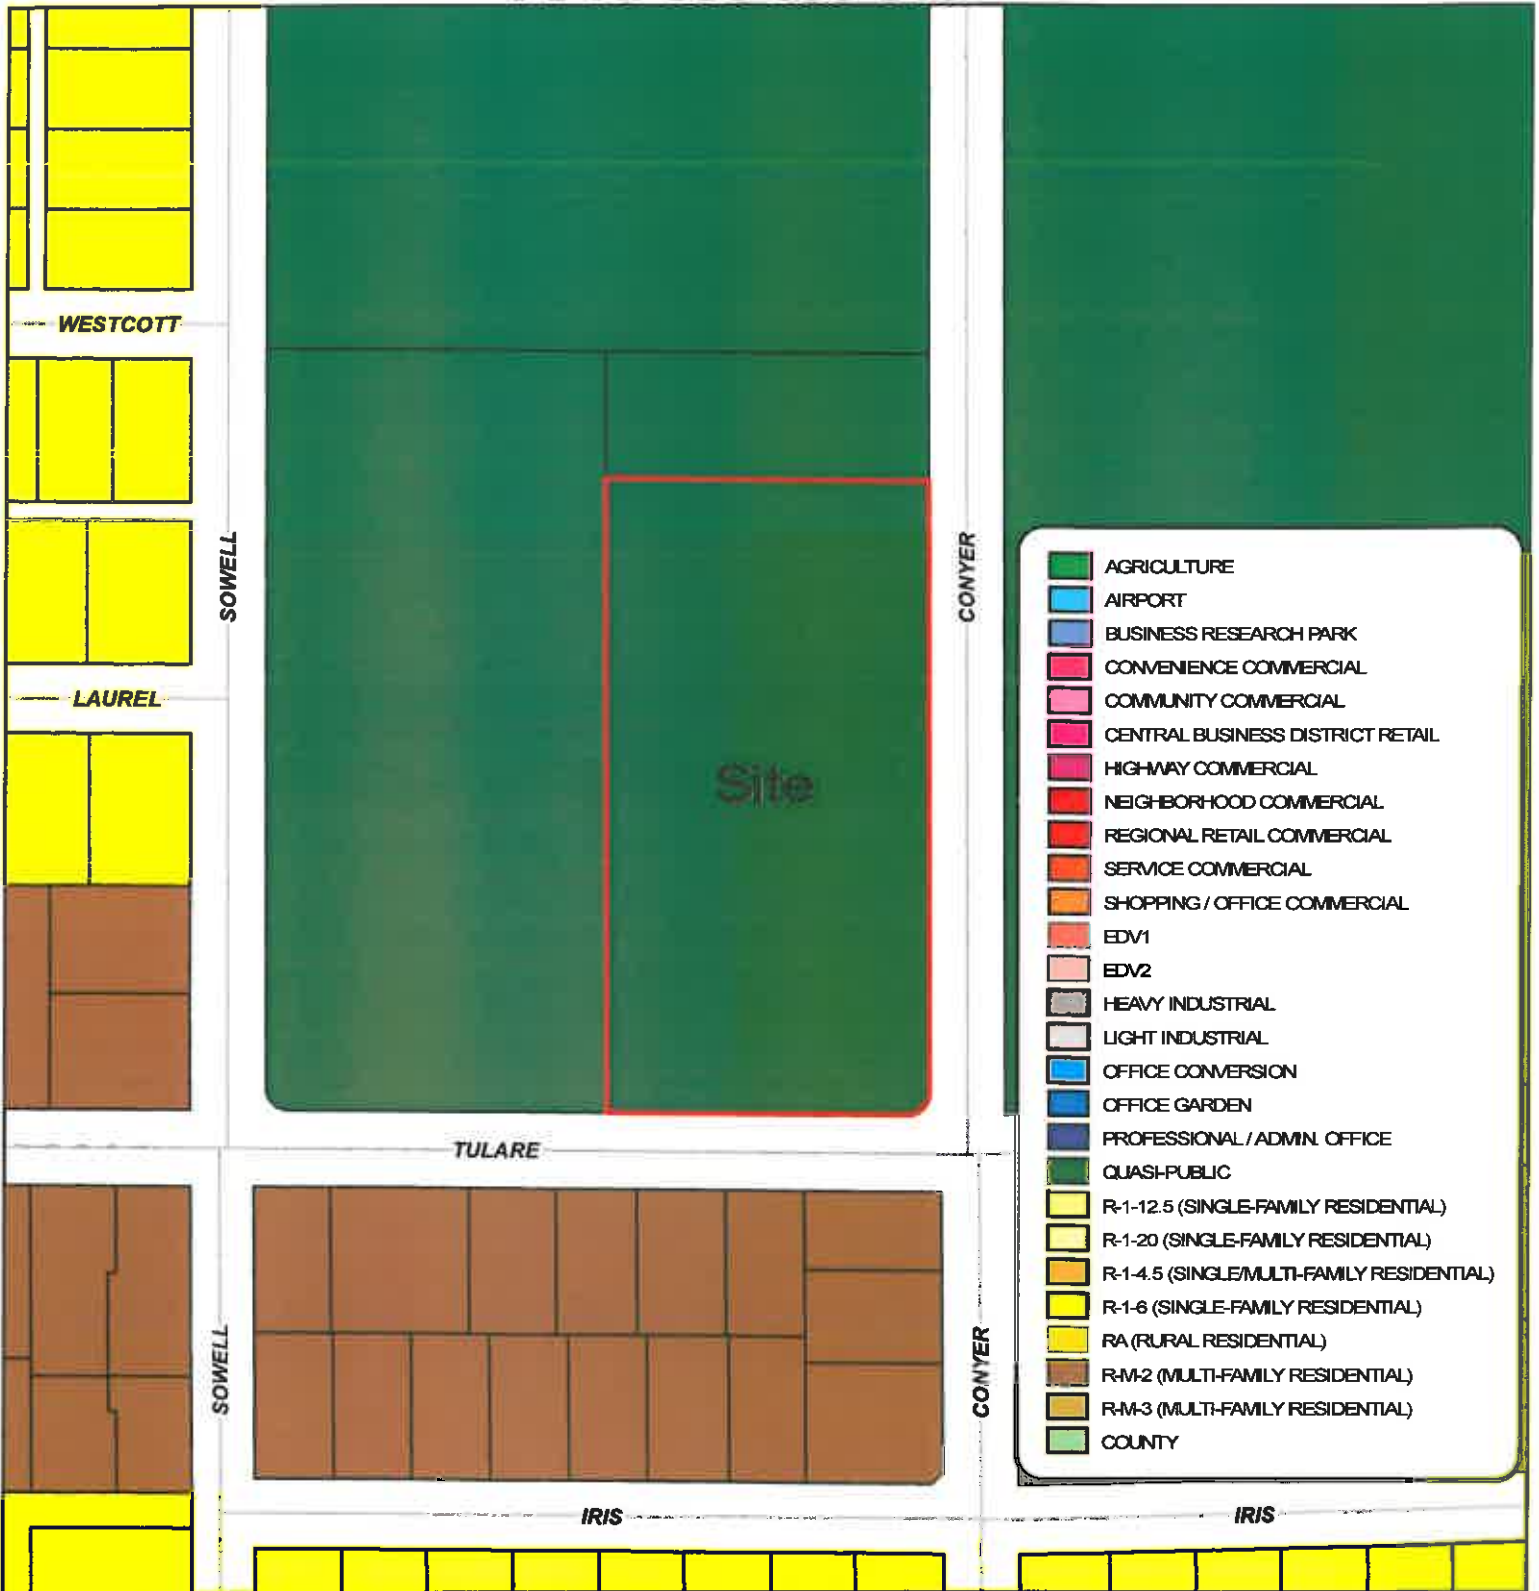 WESTCOTT
SOWELL
CONYER
LAUREL
Site
TULARE
SOWELL
CONYER
IRIS
IRIS
AGRICULTURE
AIRPORT
BUSINESS RESEARCH PARK
CONVENIENCE COMMERCIAL
COMMUNITY COMMERCIAL
CENTRAL BUSINESS DISTRICT RETAIL
HIGHWAY COMMERCIAL
NEIGHBORHOOD COMMERCIAL
REGIONAL RETAIL COMMERCIAL
SERVICE COMMERCIAL
SHOPPING / OFFICE COMMERCIAL
EDV1
EDV2
HEAVY INDUSTRIAL
LIGHT INDUSTRIAL
OFFICE CONVERSION
OFFICE GARDEN
PROFESSIONAL / ADMIN. OFFICE
QUASI-PUBLIC
R-1-12.5 (SINGLE-FAMILY RESIDENTIAL)
R-1-20 (SINGLE-FAMILY RESIDENTIAL)
R-1-4.5 (SINGLE/MULTI-FAMILY RESIDENTIAL)
R-1-6 (SINGLE-FAMILY RESIDENTIAL)
RA (RURAL RESIDENTIAL)
R-M-2 (MULTI-FAMILY RESIDENTIAL)
R-M-3 (MULTI-FAMILY RESIDENTIAL)
COUNTY